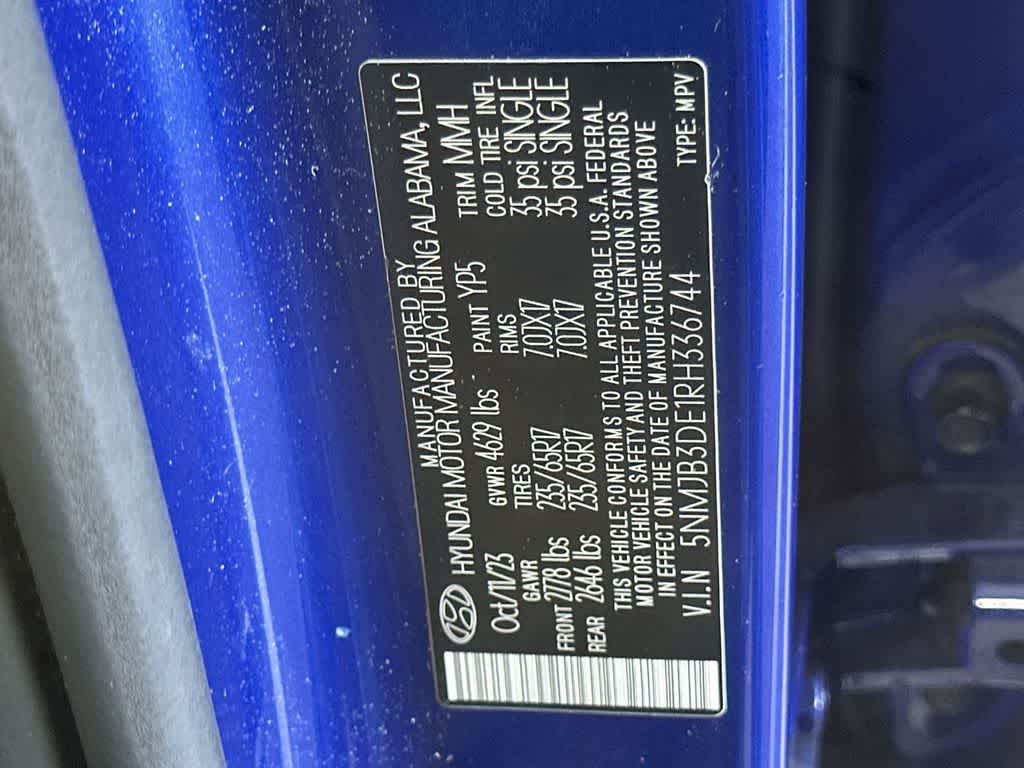 MANUFACTURED BY
HYUNDAI MOTOR MANUFACTURING ALABAMA, LLC
Oct/11/23 GVWR 4629 lbs PAINT YP5 TRIM MMH
GAWR TIRES RIMS COLD TIRE INFL
FRONT 2778 lbs 235/65R17 7.0JX17 35 psi SINGLE
REAR 2646 lbs 235/65R17 7.0JX17 35 psi SINGLE
THIS VEHICLE CONFORMS TO ALL APPLICABLE U.S.A. FEDERAL
MOTOR VEHICLE SAFETY AND THEFT PREVENTION STANDARDS
IN EFFECT ON THE DATE OF MANUFACTURE SHOWN ABOVE
V.I.N 5NMJB3DE1RH336744 TYPE: MPV